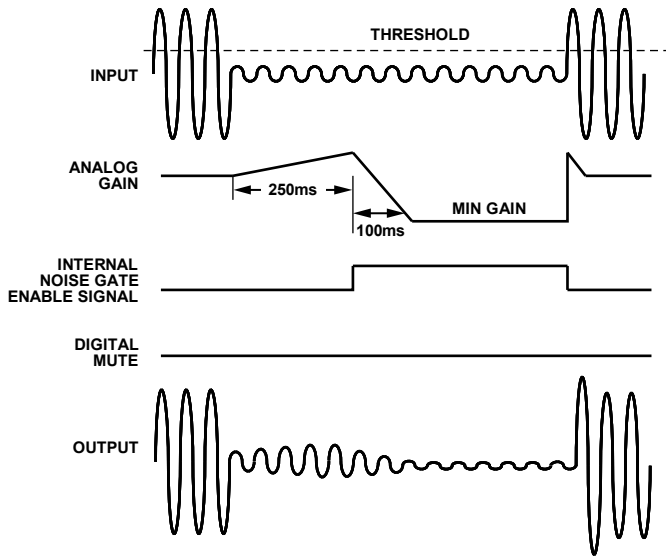 THRESHOLD
INPUT
ANALOG
GAIN
250ms
MIN GAIN
100ms
INTERNAL
NOISE GATE
ENABLE SIGNAL
DIGITAL
MUTE
OUTPUT